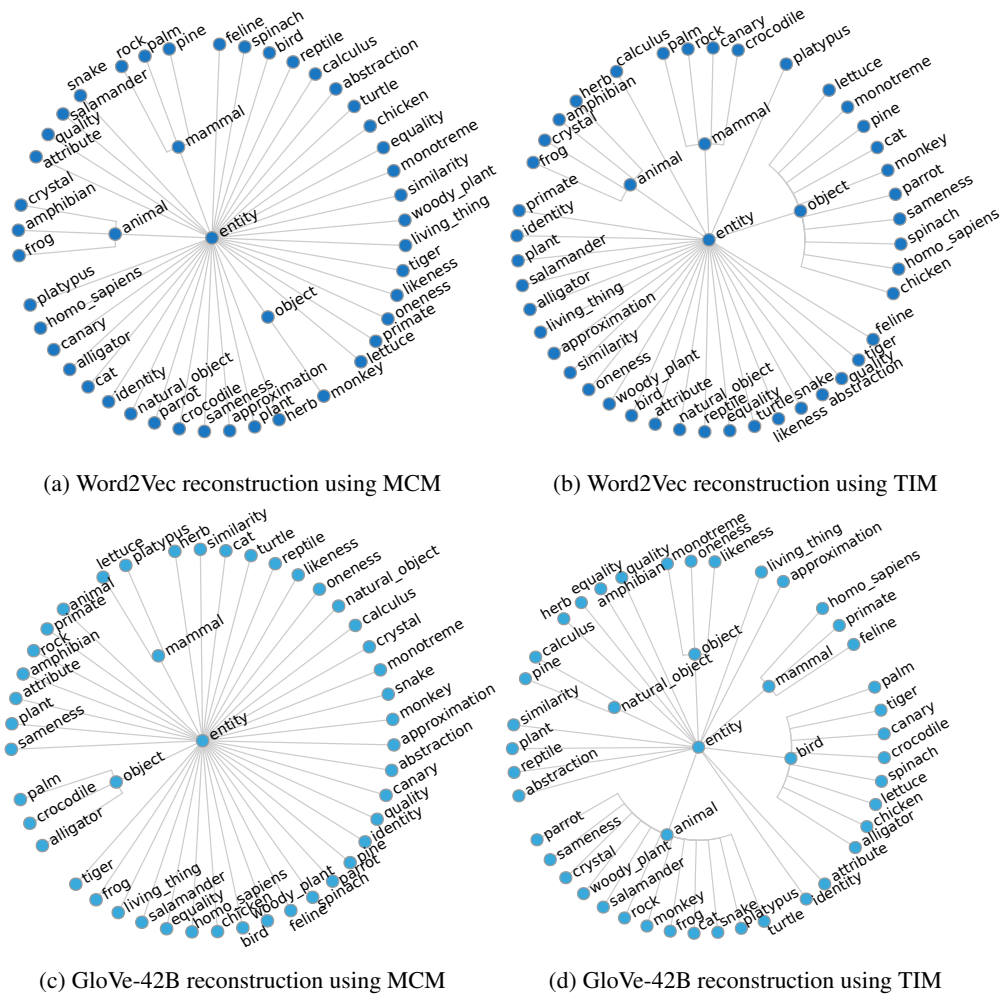 feline
spinach
bird
reptile
calculus
abstraction
turtle
chicken
equality
monotreme
similarity
woody_plant
living_thing
tiger
likeness
oneness
primate
lettuce
object
monkey
herb
plant
approximation
sameness
crocodile
parrot
natural_object
identity
cat
alligator
canary
homo_sapiens
platypus
frog
amphibian
crystal
animal
attribute
quality
salamander
snake
rock
palm
pine
mammal
entity
(a) Word2Vec reconstruction using MCM
calculus
palm
rock
canary
crocodile
mammal
platypus
lettuce
monotreme
pine
cat
monkey
parrot
sameness
spinach
homo_sapiens
chicken
object
feline
tiger
quality
abstraction
likeness
snake
turtle
equality
reptile
natural_object
attribute
bird
woody_plant
oneness
similarity
approximation
living_thing
alligator
salamander
plant
identity
primate
frog
crystal
animal
amphibian
herb
entity
(b) Word2Vec reconstruction using TIM
lettuce
platypus
herb
similarity
cat
turtle
reptile
likeness
oneness
natural_object
calculus
crystal
monotreme
snake
monkey
approximation
abstraction
canary
quality
identity
pine
parrot
spinach
feline
woody_plant
bird
chicken
homo_sapiens
equality
salamander
living_thing
frog
tiger
alligator
crocodile
palm
object
sameness
plant
attribute
amphibian
rock
primate
animal
mammal
entity
(c) GloVe-42B reconstruction using MCM
monotreme
oneness
likeness
object
living_thing
approximation
homo_sapiens
primate
feline
mammal
palm
tiger
canary
crocodile
spinach
lettuce
chicken
alligator
bird
attribute
identity
turtle
platypus
snake
cat
frog
monkey
rock
salamander
woody_plant
crystal
sameness
parrot
animal
abstraction
reptile
plant
similarity
pine
calculus
natural_object
herb
equality
quality
amphibian
entity
(d) GloVe-42B reconstruction using TIM